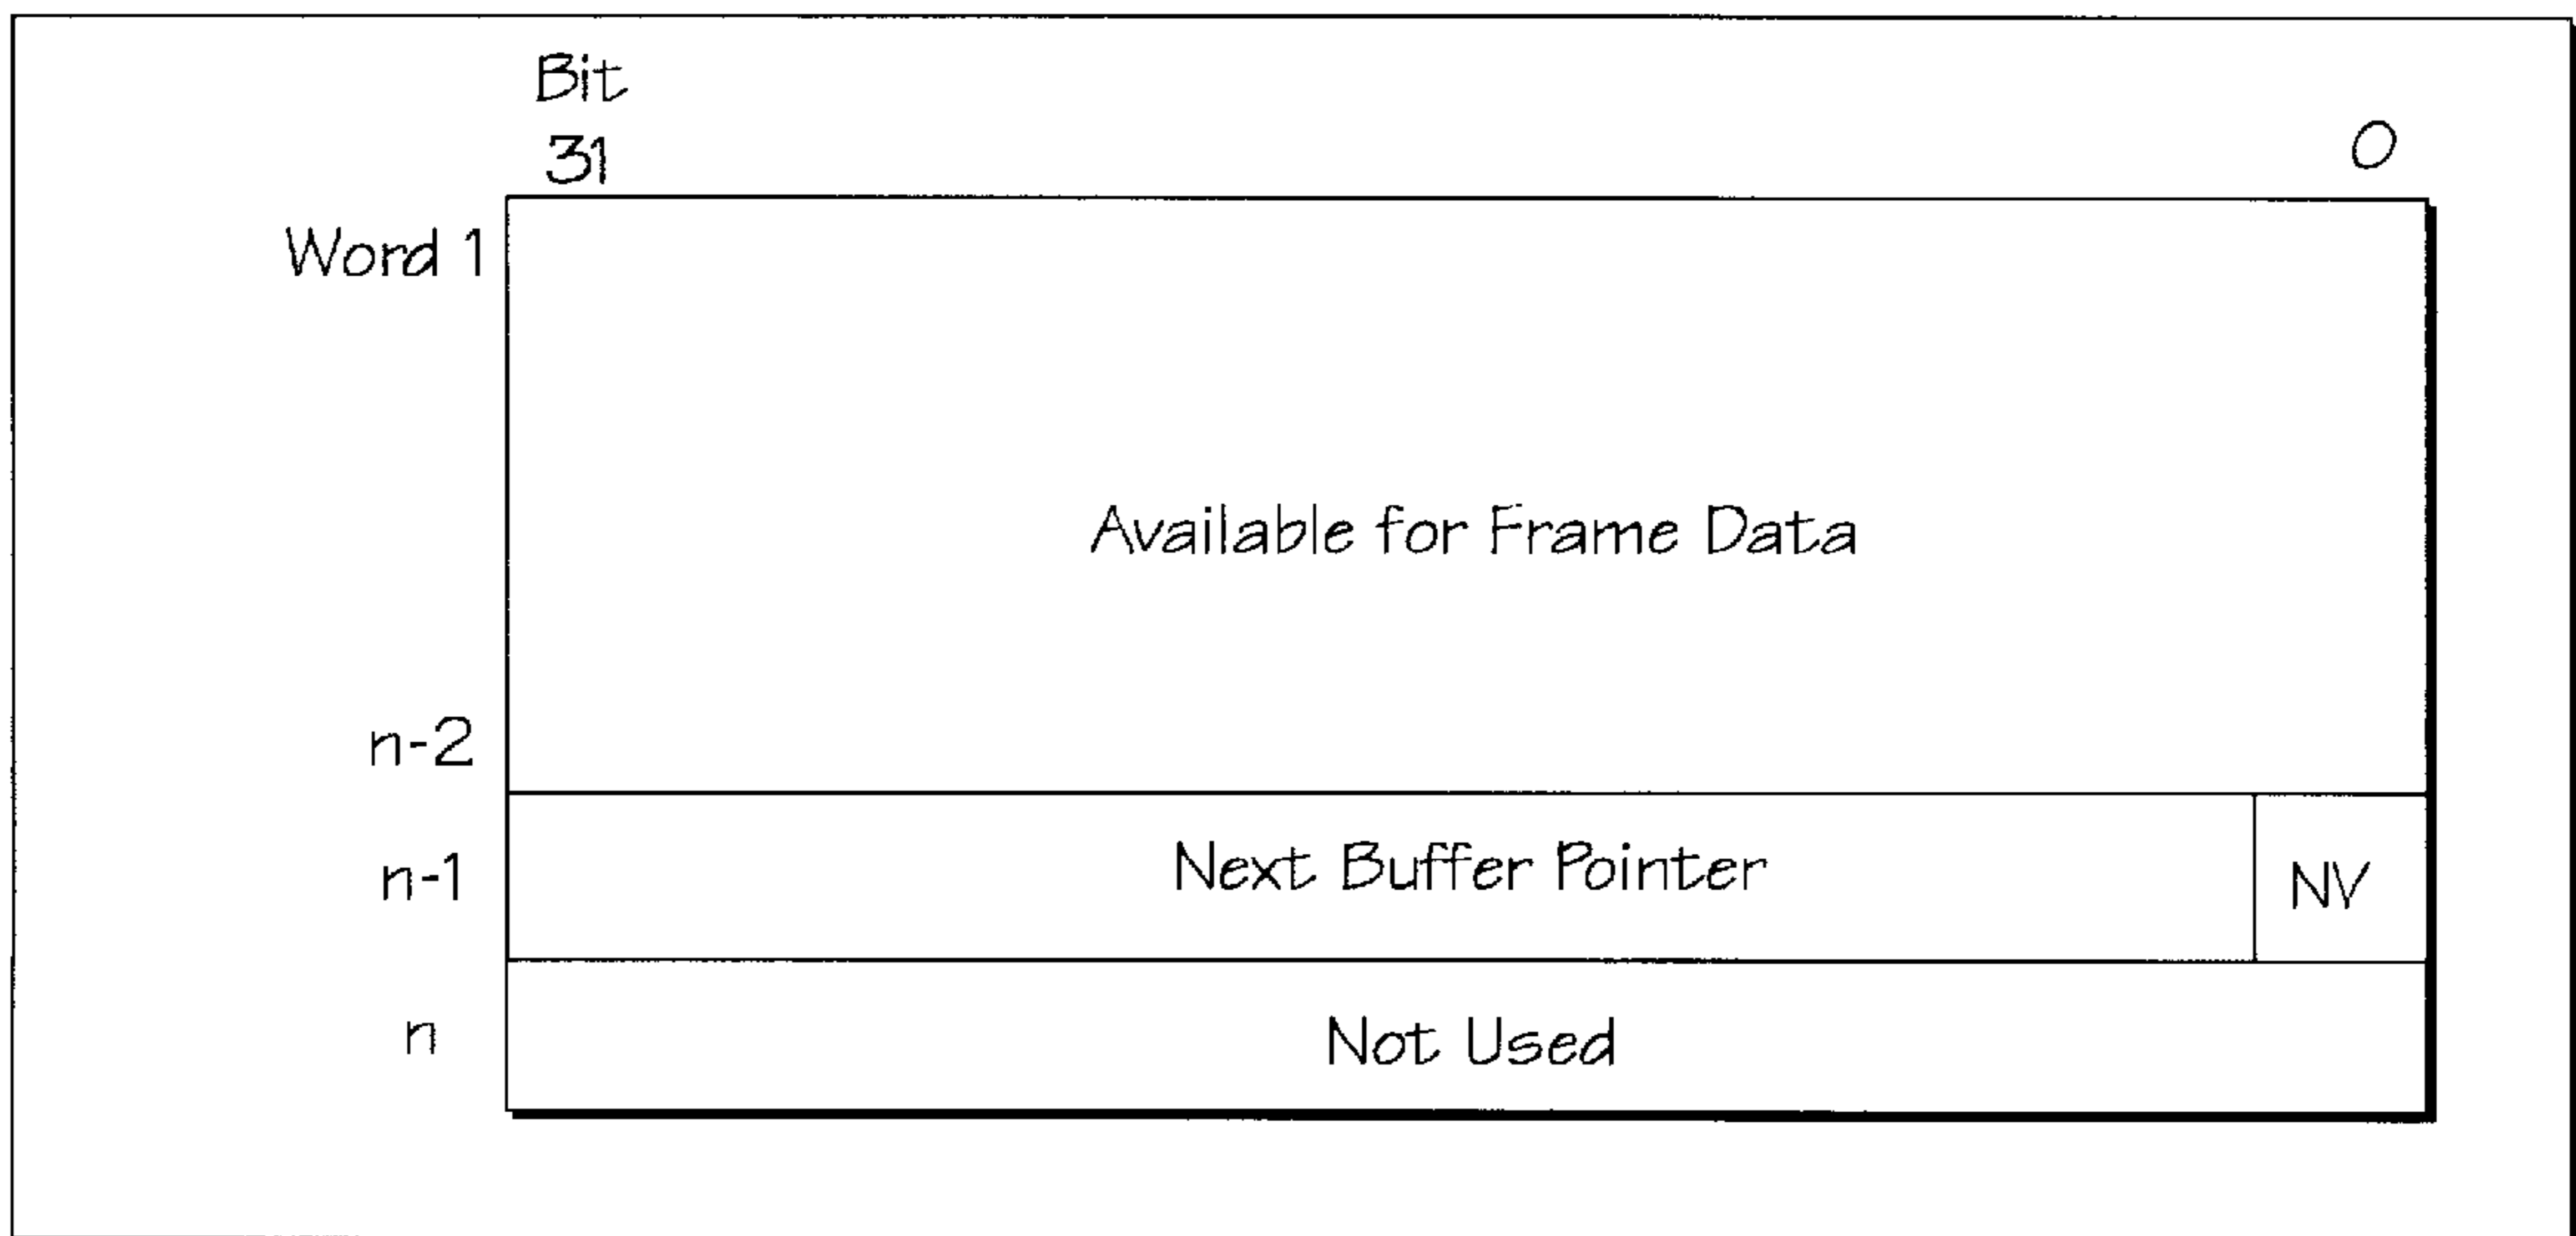 Bit
31 0
Word 1
Available for Frame Data
n-2
n-1 Next Buffer Pointer NV
n Not Used